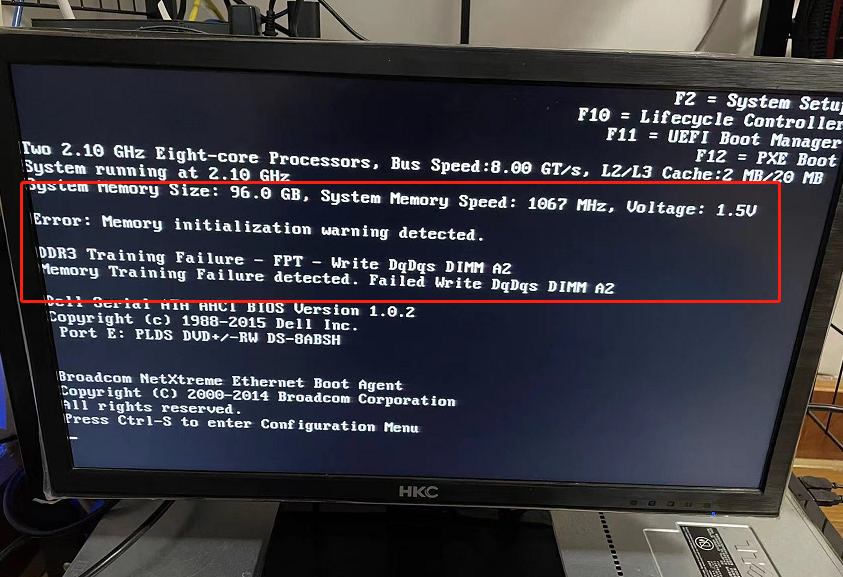 F2 = System Setu
F10 = Lifecycle Controller
F11 = UEFI Boot Manager
F12 = PXE Boot
Two 2.10 GHz Eight-core Processors, Bus Speed:8.00 GT/s, L2/L3 Cache:2 MB/20 MB
System running at 2.10 GHz
System Memory Size: 96.0 GB, System Memory Speed: 1067 MHz, Voltage: 1.5V
Error: Memory initialization warning detected.
DDR3 Training Failure - FPT - Write DqDqs DIMM A2
Memory Training Failure detected. Failed Write DqDqs DIMM A2
Dell Serial ATA AHCI BIOS Version 1.0.2
Copyright (c) 1988-2015 Dell Inc.
Port E: PLDS DVD+/-RW DS-8ABSH
Broadcom NetXtreme Ethernet Boot Agent
Copyright (C) 2000-2014 Broadcom Corporation
All rights reserved.
Press Ctrl-S to enter Configuration Menu
HKC